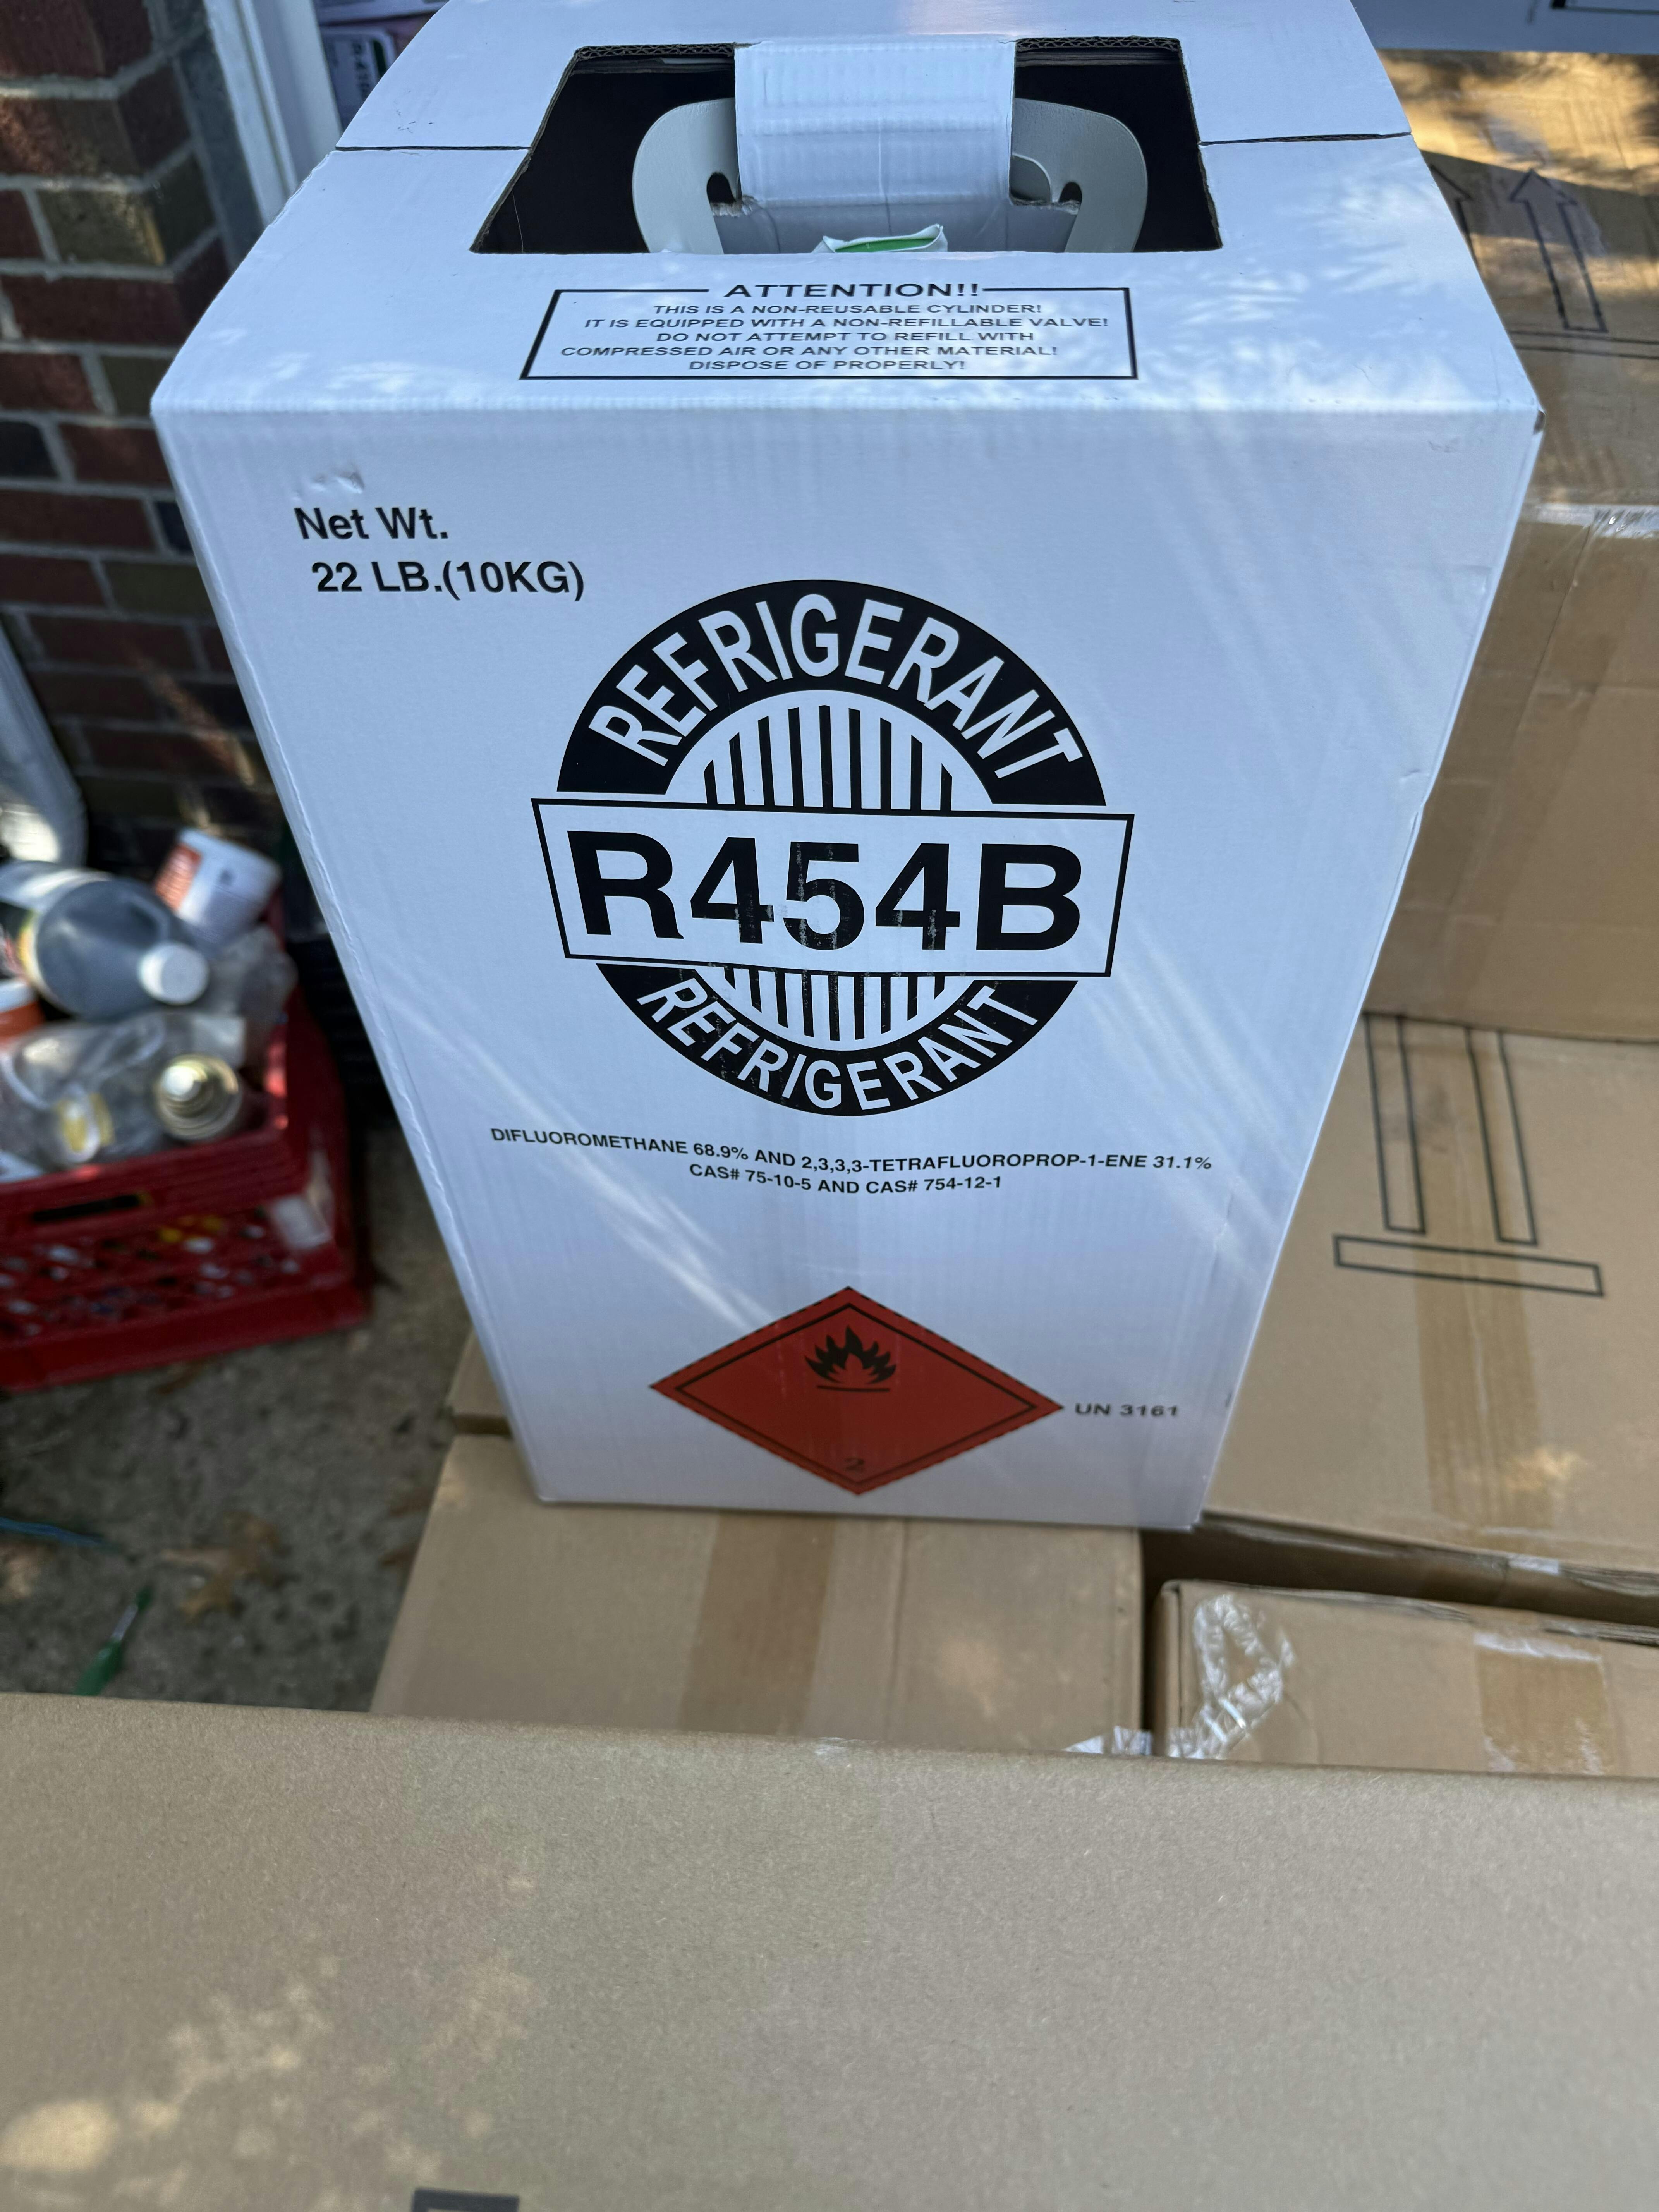 ATTENTION!!
THIS IS A NON-REUSABLE CYLINDER!
IT IS EQUIPPED WITH A NON-REFILLABLE VALVE!
DO NOT ATTEMPT TO REFILL WITH
COMPRESSED AIR OR ANY OTHER MATERIAL!
DISPOSE OF PROPERLY!
Net Wt.
22 LB.(10KG)
REFRIGERANT
R454B
REFRIGERANT
DIFLUOROMETHANE 68.9% AND 2,3,3,3-TETRAFLUOROPROP-1-ENE 31.1%
CAS# 75-10-5 AND CAS# 754-12-1
UN 3161
2